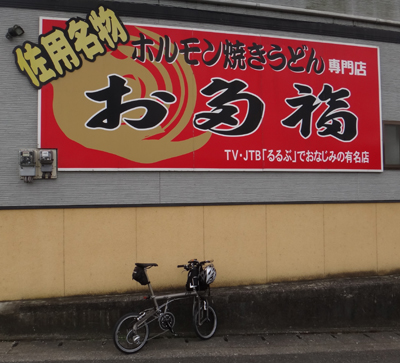 佐用名物
ホルモン焼きうどん専門店
お多福
TV・JTB「るるぶ」でおなじみの有名店